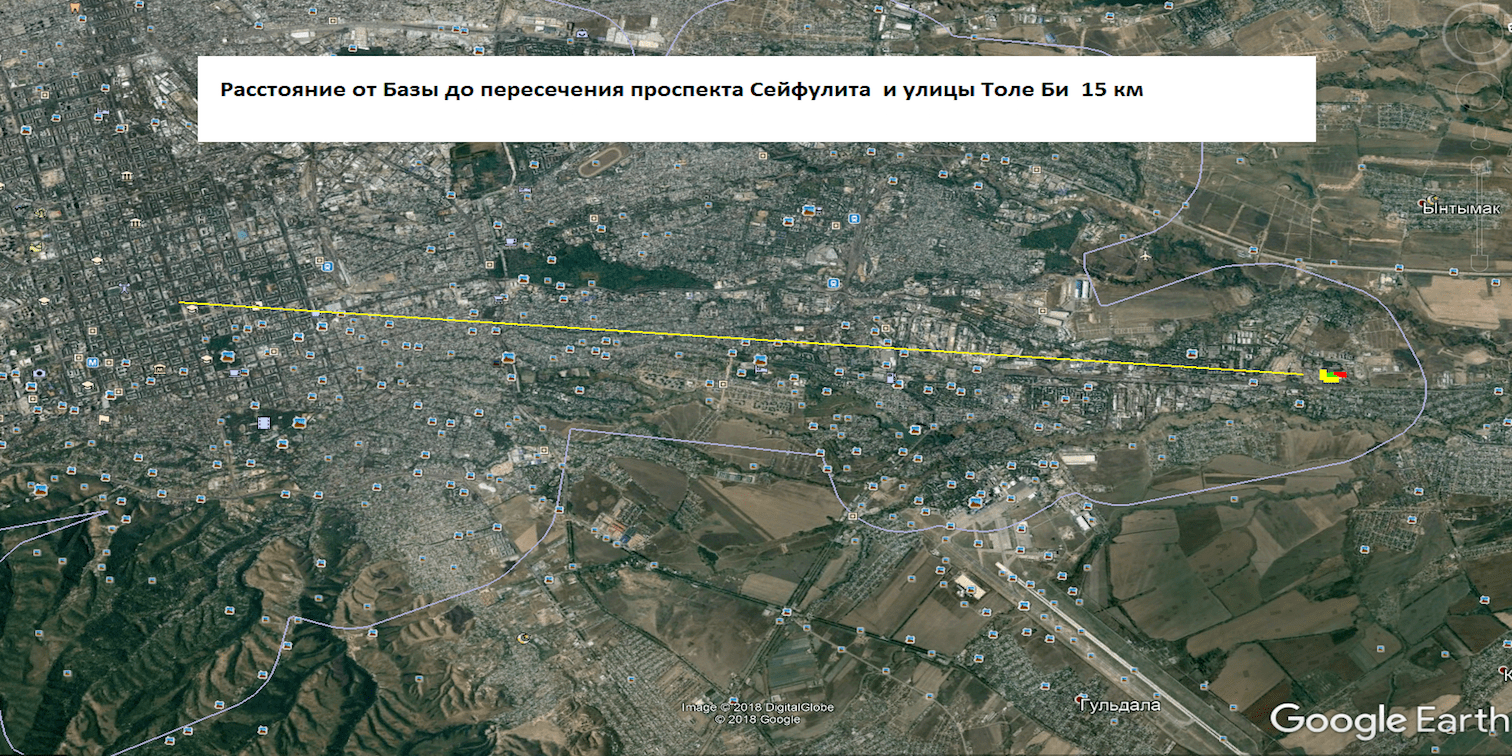 Расстояние от Базы до пересечения проспекта Сейфулита и улицы Толе Би 15 км
Ынтымак
Гульдала
Image © 2018 DigitalGlobe
© 2018 Google
Google Earth